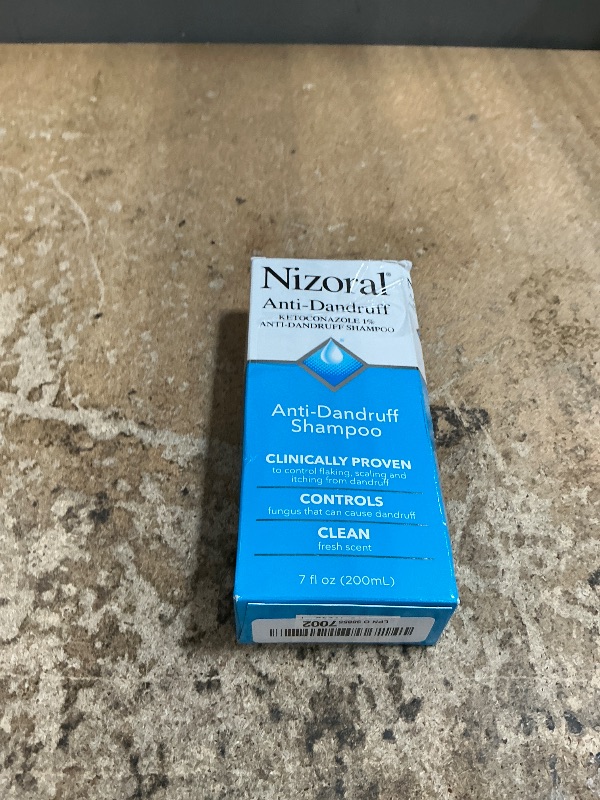 Nizoral®
Anti-Dandruff
KETOCONAZOLE 1%
ANTI-DANDRUFF SHAMPOO
Anti-Dandruff
Shampoo
CLINICALLY PROVEN
to control flaking, scaling and
itching from dandruff
CONTROLS
fungus that can cause dandruff
CLEAN
fresh scent
7 fl oz (200mL)
7002